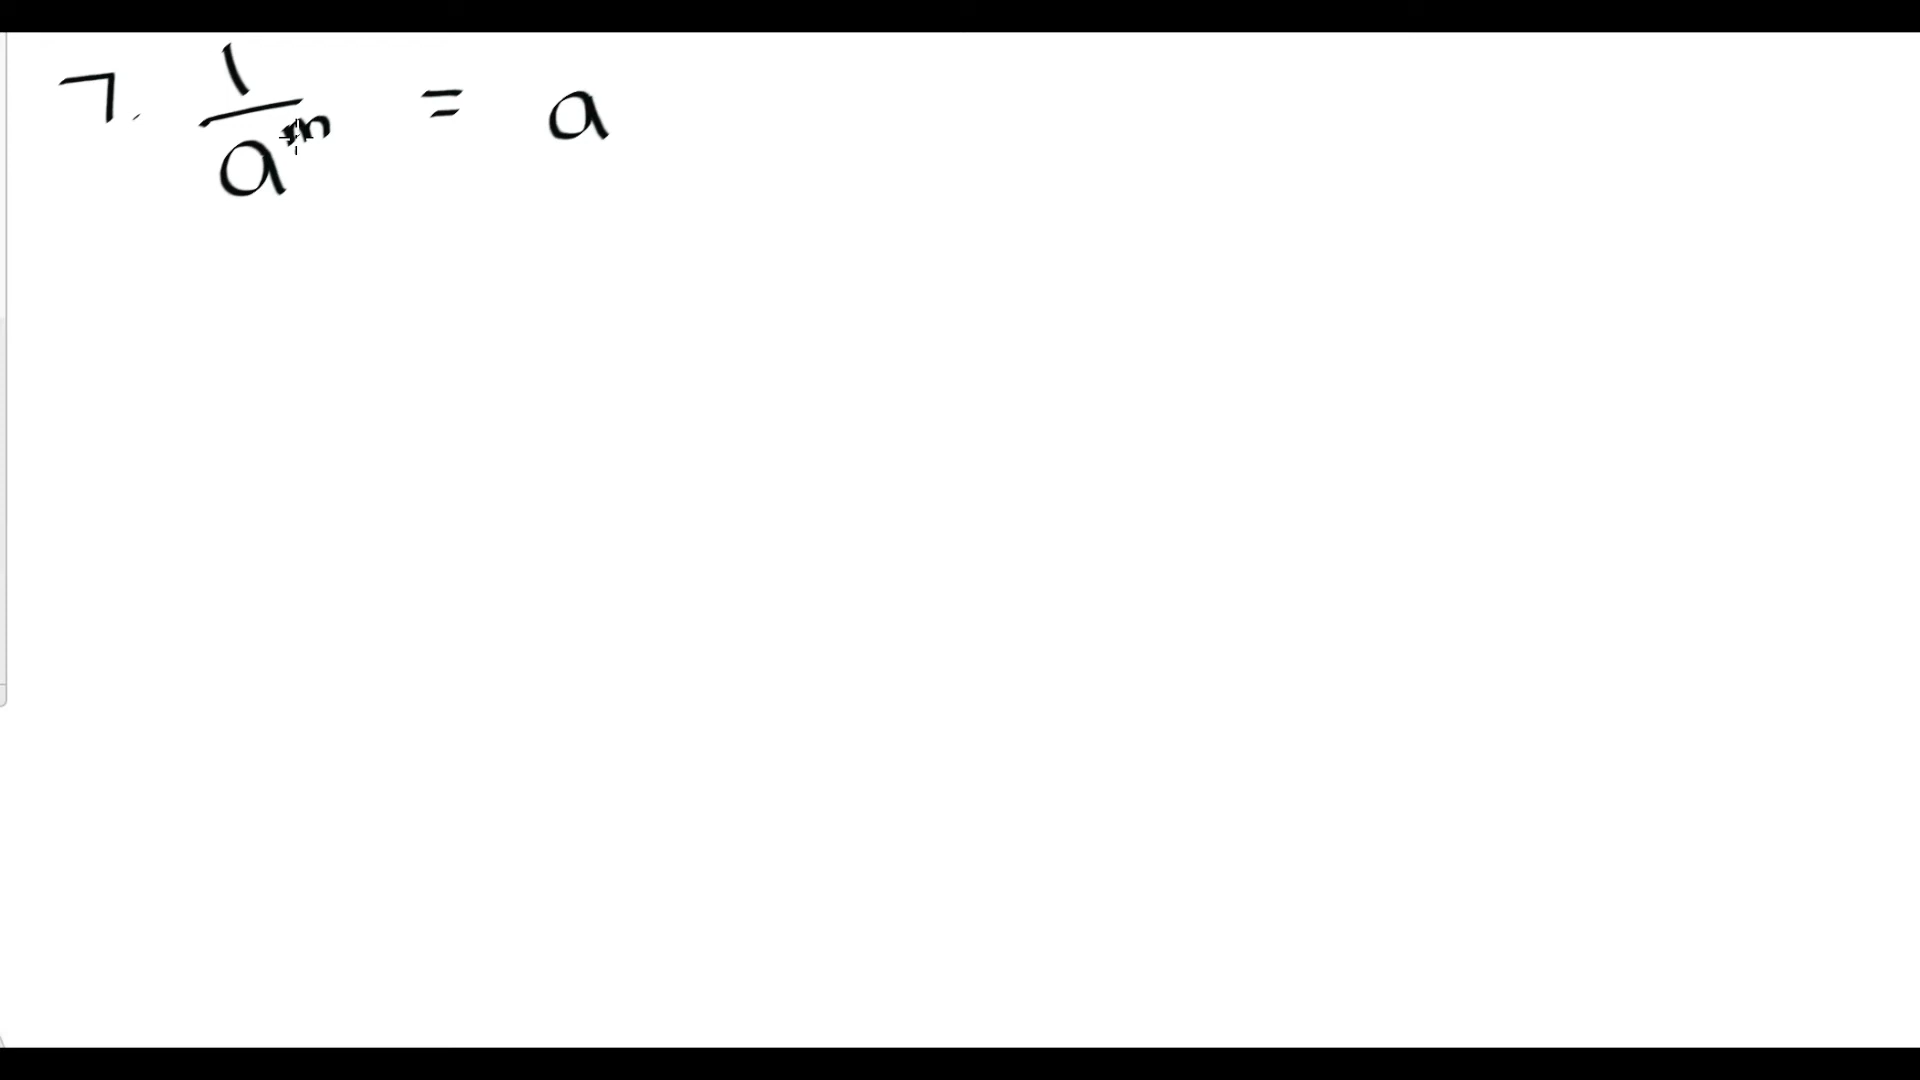 7. 1/a^m = a